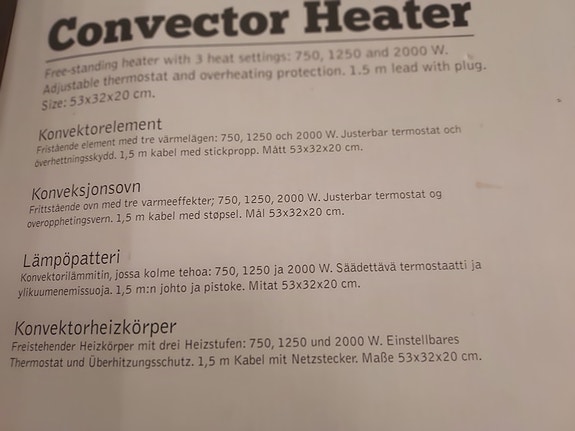 Convector Heater
Free-standing heater with 3 heat settings: 750, 1250 and 2000 W.
Adjustable thermostat and overheating protection. 1.5 m lead with plug.
Size: 53x32x20 cm.
Konvektorelement
Fristående element med tre värmelägen: 750, 1250 och 2000 W. Justerbar termostat och
överhettningsskydd. 1,5 m kabel med stickpropp. Mått 53x32x20 cm.
Konveksjonsovn
Frittstående ovn med tre varmeeffekter; 750, 1250, 2000 W. Justerbar termostat og
overopphetingsvern. 1,5 m kabel med støpsel. Mål 53x32x20 cm.
Lämpöpatteri
Konvektorilämmitin, jossa kolme tehoa: 750, 1250 ja 2000 W. Säädettävä termostaatti ja
ylikuumenemissuoja. 1,5 m:n johto ja pistoke. Mitat 53x32x20 cm.
Konvektorheizkörper
Freistehender Heizkörper mit drei Heizstufen: 750, 1250 und 2000 W. Einstellbares
Thermostat und Überhitzungsschutz. 1,5 m Kabel mit Netzstecker. Maße 53x32x20 cm.